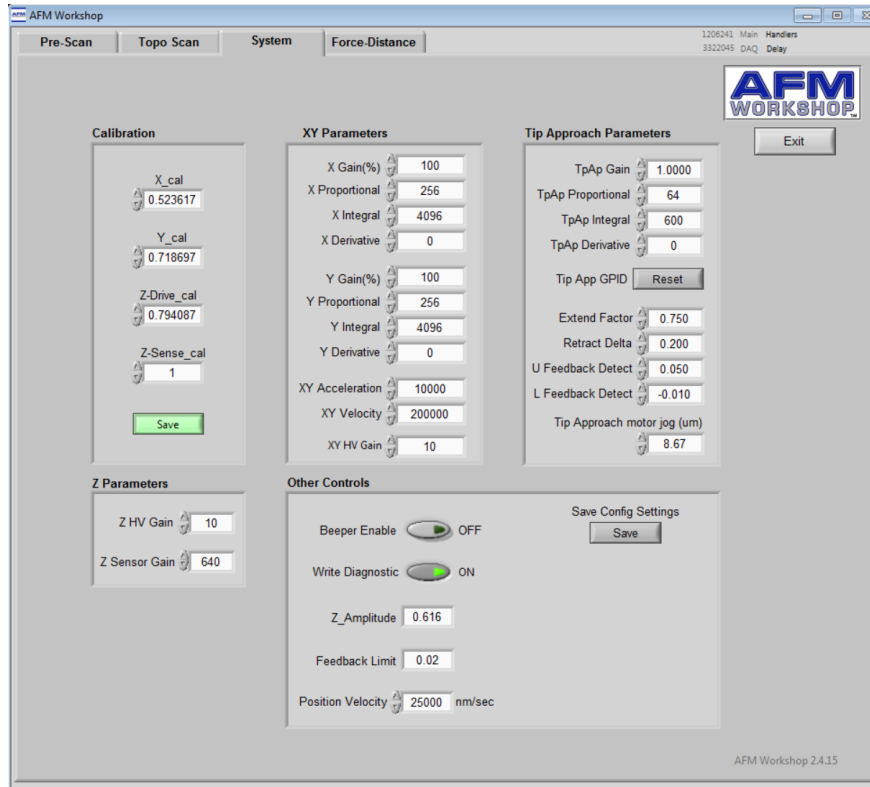 AFM Workshop
Pre-Scan Topo Scan System Force-Distance
1206241 Main Handlers
3322045 DAQ Delay
AFM
WORKSHOP
Exit
Calibration
X_cal
0.523617
Y_cal
0.718697
Z-Drive_cal
0.794087
Z-Sense_cal
1
Save
XY Parameters
X Gain(%) 100
X Proportional 256
X Integral 4096
X Derivative 0
Y Gain(%) 100
Y Proportional 256
Y Integral 4096
Y Derivative 0
XY Acceleration 10000
XY Velocity 200000
XY HV Gain 10
Tip Approach Parameters
TpAp Gain 1.0000
TpAp Proportional 64
TpAp Integral 600
TpAp Derivative 0
Tip App GPID Reset
Extend Factor 0.750
Retract Delta 0.200
U Feedback Detect 0.050
L Feedback Detect -0.010
Tip Approach motor jog (um)
8.67
Z Parameters
Z HV Gain 10
Z Sensor Gain 640
Other Controls
Beeper Enable OFF
Write Diagnostic ON
Z_Amplitude 0.616
Feedback Limit 0.02
Position Velocity 25000 nm/sec
Save Config Settings
Save
AFM Workshop 2.4.15